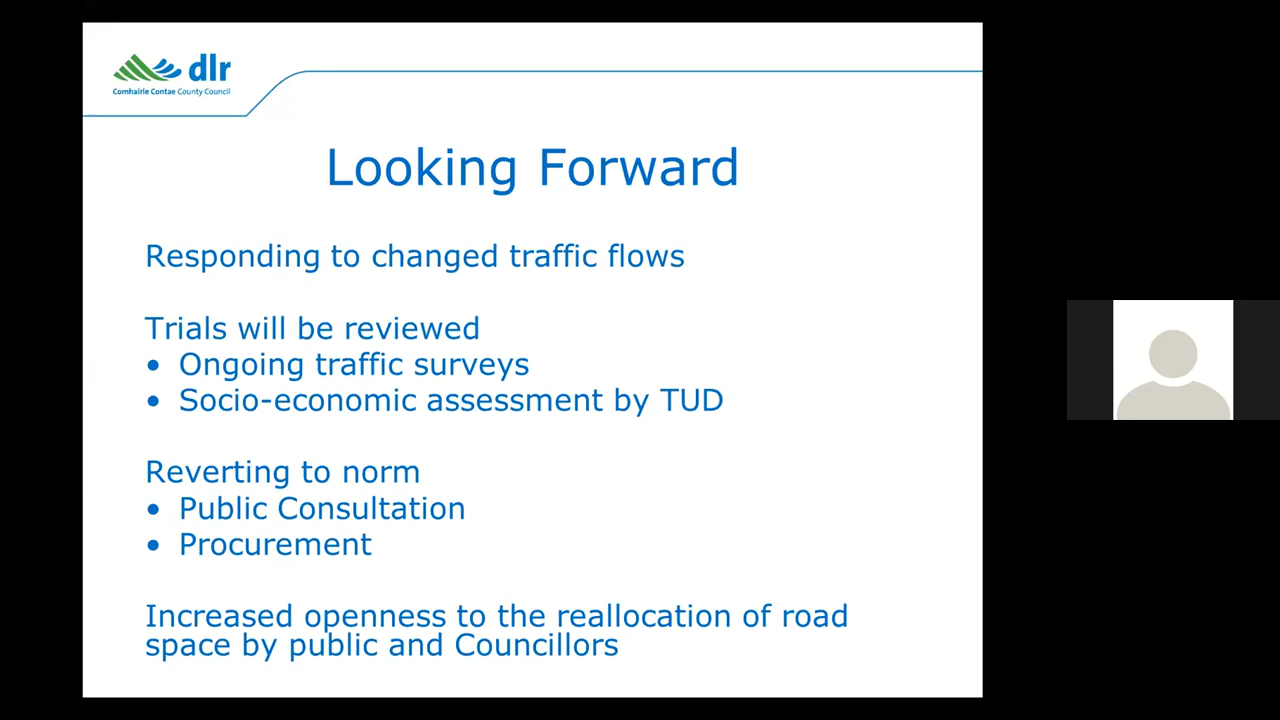 dlr
Comhairle Contae County Council
Looking Forward
Responding to changed traffic flows
Trials will be reviewed
• Ongoing traffic surveys
• Socio-economic assessment by TUD
Reverting to norm
• Public Consultation
• Procurement
Increased openness to the reallocation of road
space by public and Councillors